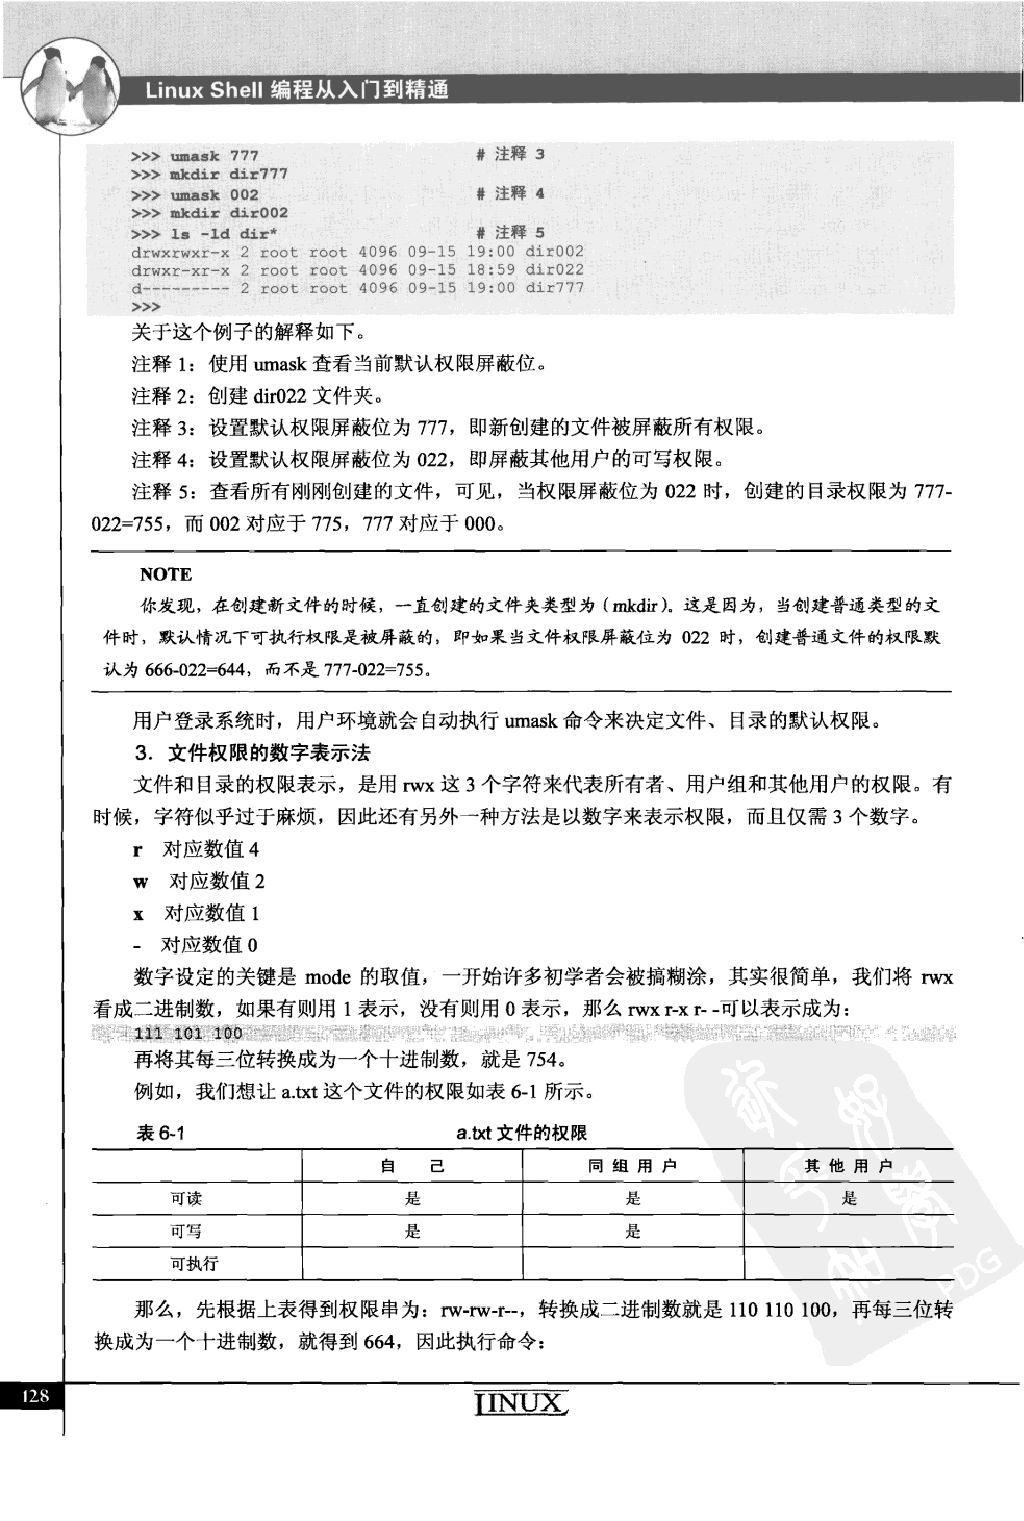 Linux Shell 编程从入门到精通
>>> umask 777 # 注释 3
>>> mkdir dir777
>>> umask 002 # 注释 4
>>> mkdir dir002
>>> ls -ld dir* # 注释 5
drwxrwxr-x 2 root root 4096 09-15 19:00 dir002
drwxr-xr-x 2 root root 4096 09-15 18:59 dir022
d--------- 2 root root 4096 09-15 19:00 dir777
>>>
关于这个例子的解释如下。
注释 1：使用 umask 查看当前默认权限屏蔽位。
注释 2：创建 dir022 文件夹。
注释 3：设置默认权限屏蔽位为 777，即新创建的文件被屏蔽所有权限。
注释 4：设置默认权限屏蔽位为 022，即屏蔽其他用户的可写权限。
注释 5：查看所有刚刚创建的文件，可见，当权限屏蔽位为 022 时，创建的目录权限为 777-
022=755，而 002 对应于 775，777 对应于 000。
NOTE
你发现，在创建新文件的时候，一直创建的文件夹类型为（mkdir）。这是因为，当创建普通类型的文
件时，默认情况下可执行权限是被屏蔽的，即如果当文件权限屏蔽位为 022 时，创建普通文件的权限默
认为 666-022=644，而不是 777-022=755。
用户登录系统时，用户环境就会自动执行 umask 命令来决定文件、目录的默认权限。
3．文件权限的数字表示法
文件和目录的权限表示，是用 rwx 这 3 个字符来代表所有者、用户组和其他用户的权限。有
时候，字符似乎过于麻烦，因此还有另外一种方法是以数字来表示权限，而且仅需 3 个数字。
r 对应数值 4
w 对应数值 2
x 对应数值 1
- 对应数值 0
数字设定的关键是 mode 的取值，一开始许多初学者会被搞糊涂，其实很简单，我们将 rwx
看成二进制数，如果有则用 1 表示，没有则用 0 表示，那么 rwx r-x r- -可以表示成为：
111 101 100
再将其每三位转换成为一个十进制数，就是 754。
例如，我们想让 a.txt 这个文件的权限如表 6-1 所示。
表 6-1 a.txt 文件的权限
自 己 同 组 用 户 其 他 用 户
可读 是 是 是
可写 是 是
可执行
那么，先根据上表得到权限串为：rw-rw-r--，转换成二进制数就是 110 110 100，再每三位转
换成为一个十进制数，就得到 664，因此执行命令：
128
LINUX
PDG